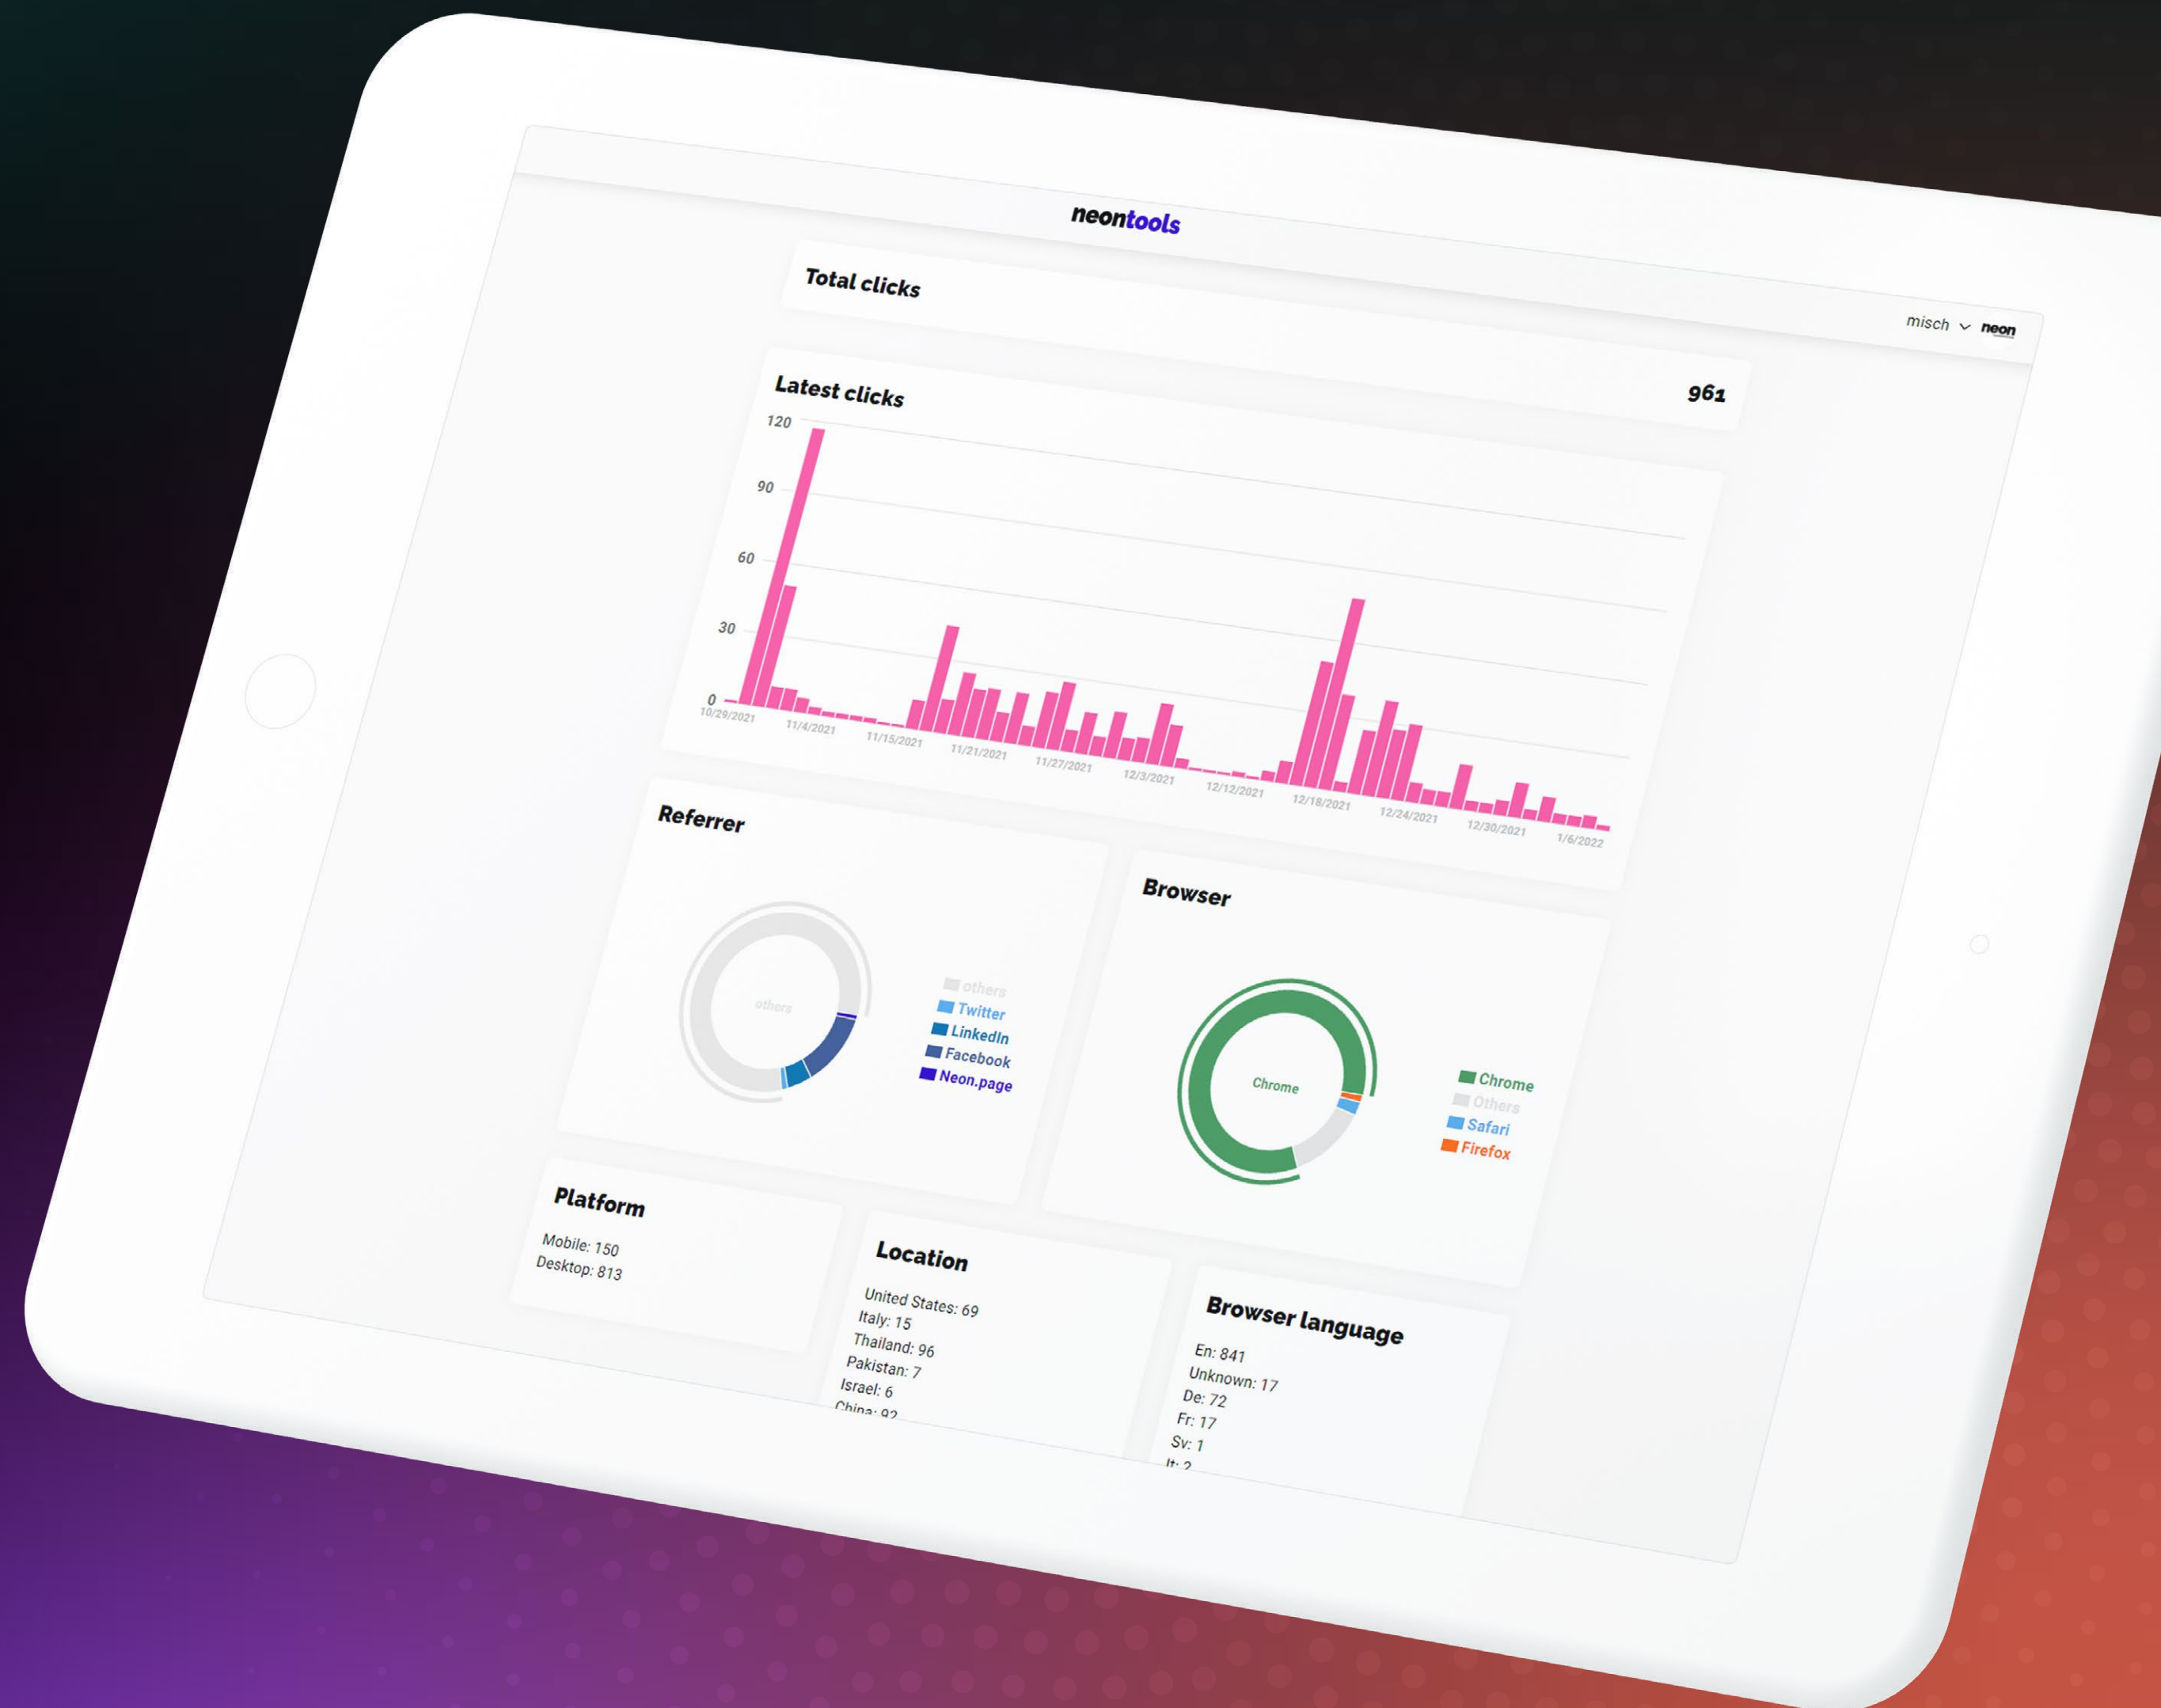 neontools
misch neon
Total clicks
961
Latest clicks
120
90
60
30
0
10/29/2021 11/4/2021 11/15/2021 11/21/2021 11/27/2021 12/3/2021 12/12/2021 12/18/2021 12/24/2021 12/30/2021 1/6/2022
Referrer
others
others
Twitter
LinkedIn
Facebook
Neon.page
Browser
Chrome
Chrome
Others
Safari
Firefox
Platform
Mobile: 150
Desktop: 813
Location
United States: 69
Italy: 15
Thailand: 96
Pakistan: 7
Israel: 6
China: 92
Browser language
En: 841
Unknown: 17
De: 72
Fr: 17
Sv: 1
It: 2